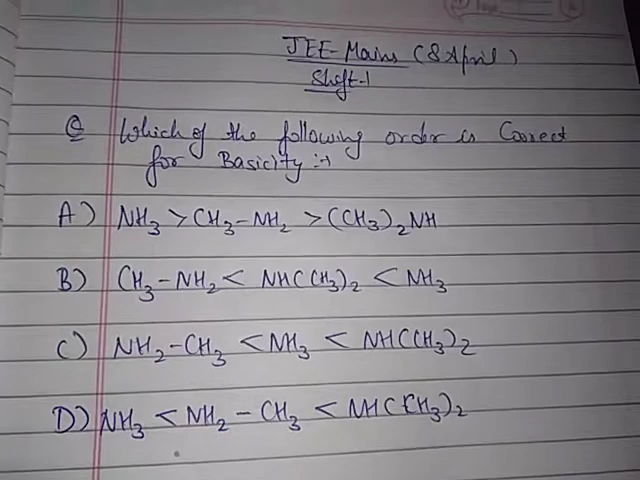 JEE-Mains (8 April)
Shift-1
Q Which of the following order is Correct
for Basicity :-
A) NH₃ > CH₃-NH₂ > (CH₃)₂NH
B) CH₃-NH₂ < NH(CH₃)₂ < NH₃
C) NH₂-CH₃ < NH₃ < NH(CH₃)₂
D) NH₃ < NH₂-CH₃ < NH(CH₃)₂